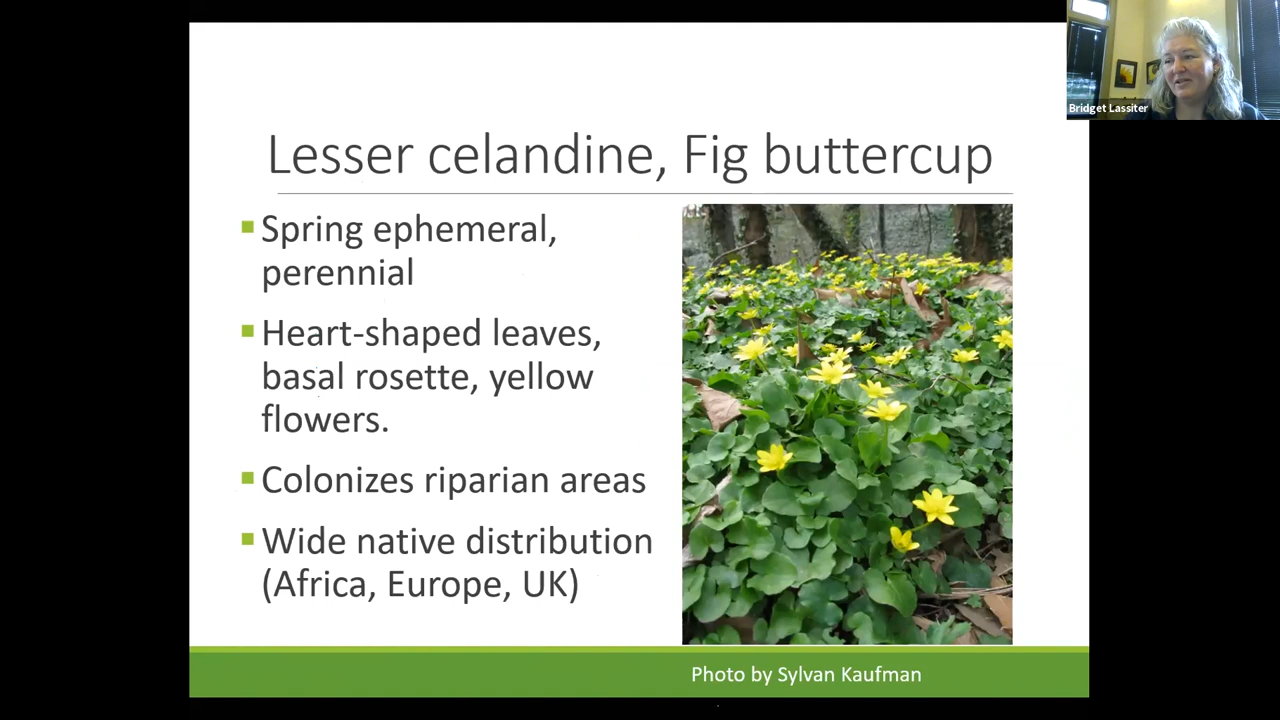 Bridget Lassiter
Lesser celandine, Fig buttercup
▪ Spring ephemeral,
perennial
▪ Heart-shaped leaves,
basal rosette, yellow
flowers.
▪ Colonizes riparian areas
▪ Wide native distribution
(Africa, Europe, UK)
Photo by Sylvan Kaufman